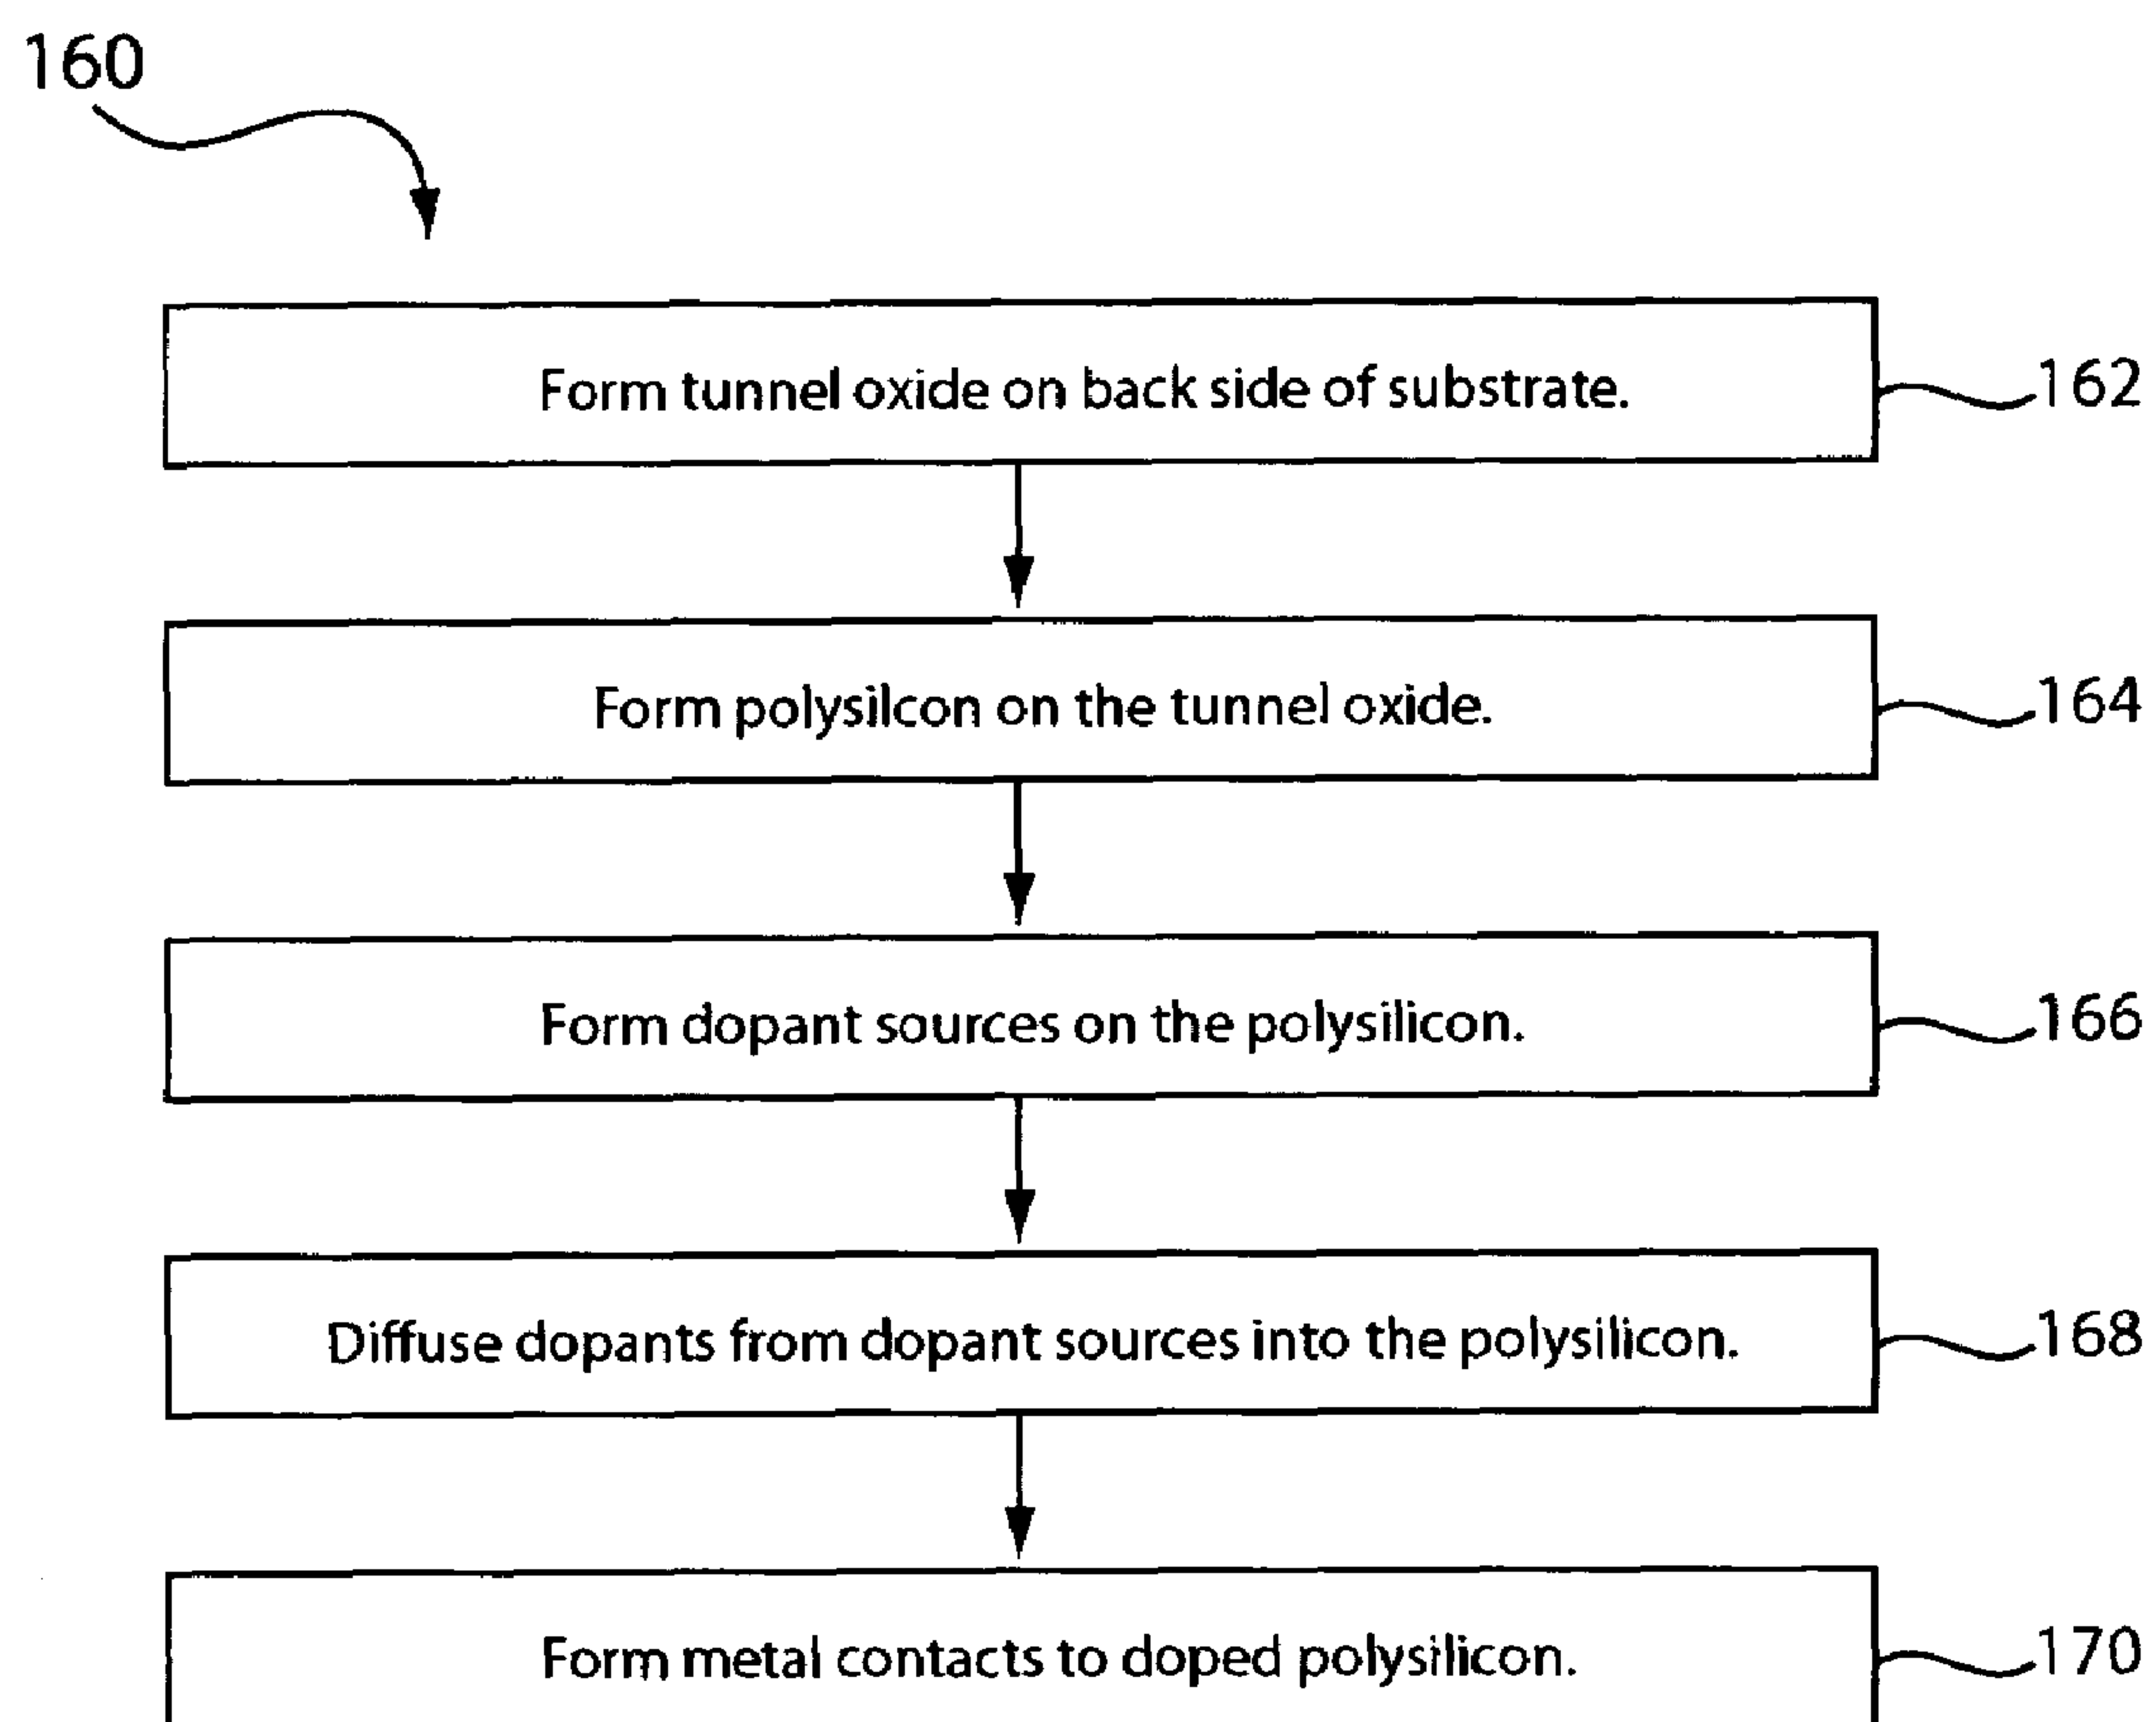 160
Form tunnel oxide on back side of substrate.
162
Form polysilcon on the tunnel oxide.
164
Form dopant sources on the polysilicon.
166
Diffuse dopants from dopant sources into the polysilicon.
168
Form metal contacts to doped polysilicon.
170